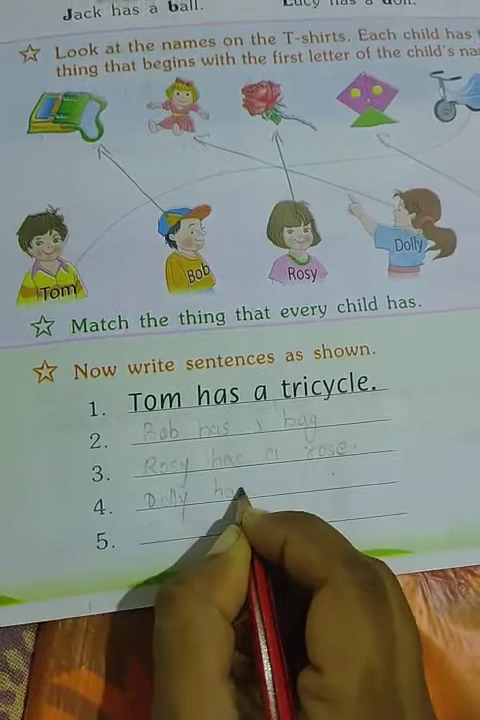 Jack has a ball.
Lucy has a doll.
Look at the names on the T-shirts. Each child has
thing that begins with the first letter of the child's na
Tom
Bob
Rosy
Dolly
Match the thing that every child has.
Now write sentences as shown.
1. Tom has a tricycle.
2. Bob has a bag
3. Rosy has a rose.
4. Dolly ha
5.